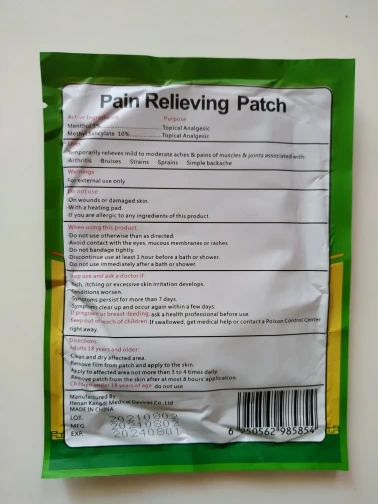 Pain Relieving Patch
Active Ingredient Purpose
Menthol 5%..............Topical Analgesic
Methyl Salicylate 10%..............Topical Analgesic
Uses
Temporarily relieves mild to moderate aches & pains of muscles & joints associated with:
Arthritis Bruises Strains Sprains Simple backache
Warnings
For external use only
Do not use:
On wounds or damaged skin.
With a heating pad.
If you are allergic to any ingredients of this product
When using this product
Do not use otherwise than as directed.
Avoid contact with the eyes, mucous membranes or rashes
Do not bandage tightly.
Discontinue use at least 1 hour before a bath or shower.
Do not use immediately after a bath or shower.
Stop use and ask a doctor if
Rash, itching or excessive skin irritation develops.
Conditions worsen.
Symptoms persist for more than 7 days.
Symptoms clear up and occur again within a few days.
If pregnant or breast-feeding, ask a health professional before use.
Keep out of reach of children If swallowed, get medical help or contact a Poison Control Center
right away.
Directions
Adults 18 years and older:
Clean and dry affected area.
Remove film from patch and apply to the skin.
Apply to affected area not more than 3 to 4 times daily.
Remove patch from the skin after at most 8 hours' application.
Children under 18 years of age: do not use
Manufactured By
Henan Kangdi Medical Devices Co.,Ltd
MADE IN CHINA
LOT. 20210802
MFG. 20210802
EXP. 20240801
6 950562 985854